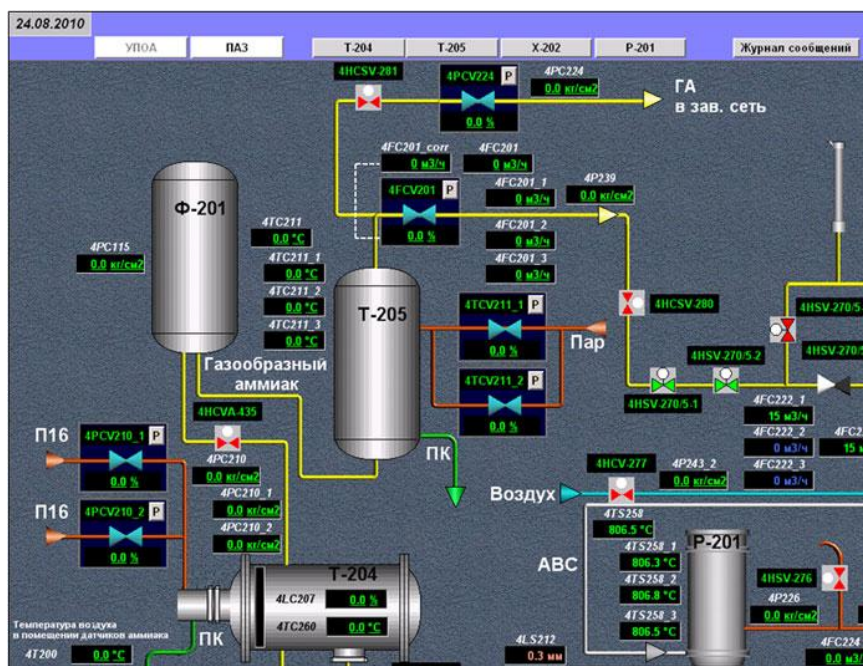 24.08.2010
УПОА ПАЗ Т-204 Т-205 Х-202 Р-201 Журнал сообщений
4HCSV-281
4PCV224 P
0.0 %
4PC224
0.0 кг/см2
ГА
в зав. сеть
4FC201_corr
0 м3/ч
4FC201
0 м3/ч
4FCV201 P
0.0 %
4FC201_1
0 м3/ч
4P239
0.0 кг/см2
4FC201_2
0 м3/ч
4FC201_3
0 м3/ч
Ф-201
4PC115
0.0 кг/см2
4TC211
0.0 °C
4TC211_1
0.0 °C
4TC211_2
0.0 °C
4TC211_3
0.0 °C
Т-205
4TCV211_1 P
0.0 %
Пар
4TCV211_2 P
0.0 %
4HCSV-280
4HSV-270/5-2
4HSV-270/5-1
Газообразный
аммиак
4HCVA-435
П16
4PCV210_1 P
0.0 %
П16
4PCV210_2 P
0.0 %
4PC210
0.0 кг/см2
4PC210_1
0.0 кг/см2
4PC210_2
0.0 кг/см2
ПК
4FC222_1
15 м3/ч
4FC222_2
0 м3/ч
4FC222_3
0 м3/ч
4HCV-277
4P243_2
0.0 кг/см2
Воздух
4TS258
806.5 °C
4TS258_1
806.3 °C
4TS258_2
806.8 °C
4TS258_3
806.5 °C
АВС
Р-201
4HSV-276
4P226
0.0 кг/см2
4FC224
0.0 м3/
Т-204
4LC207 0.0 %
4TC260 0.0 °C
4LS212
0.3 мм
Температура воздуха
в помещении датчиков аммиака
4T200 0.0 °C
ПК